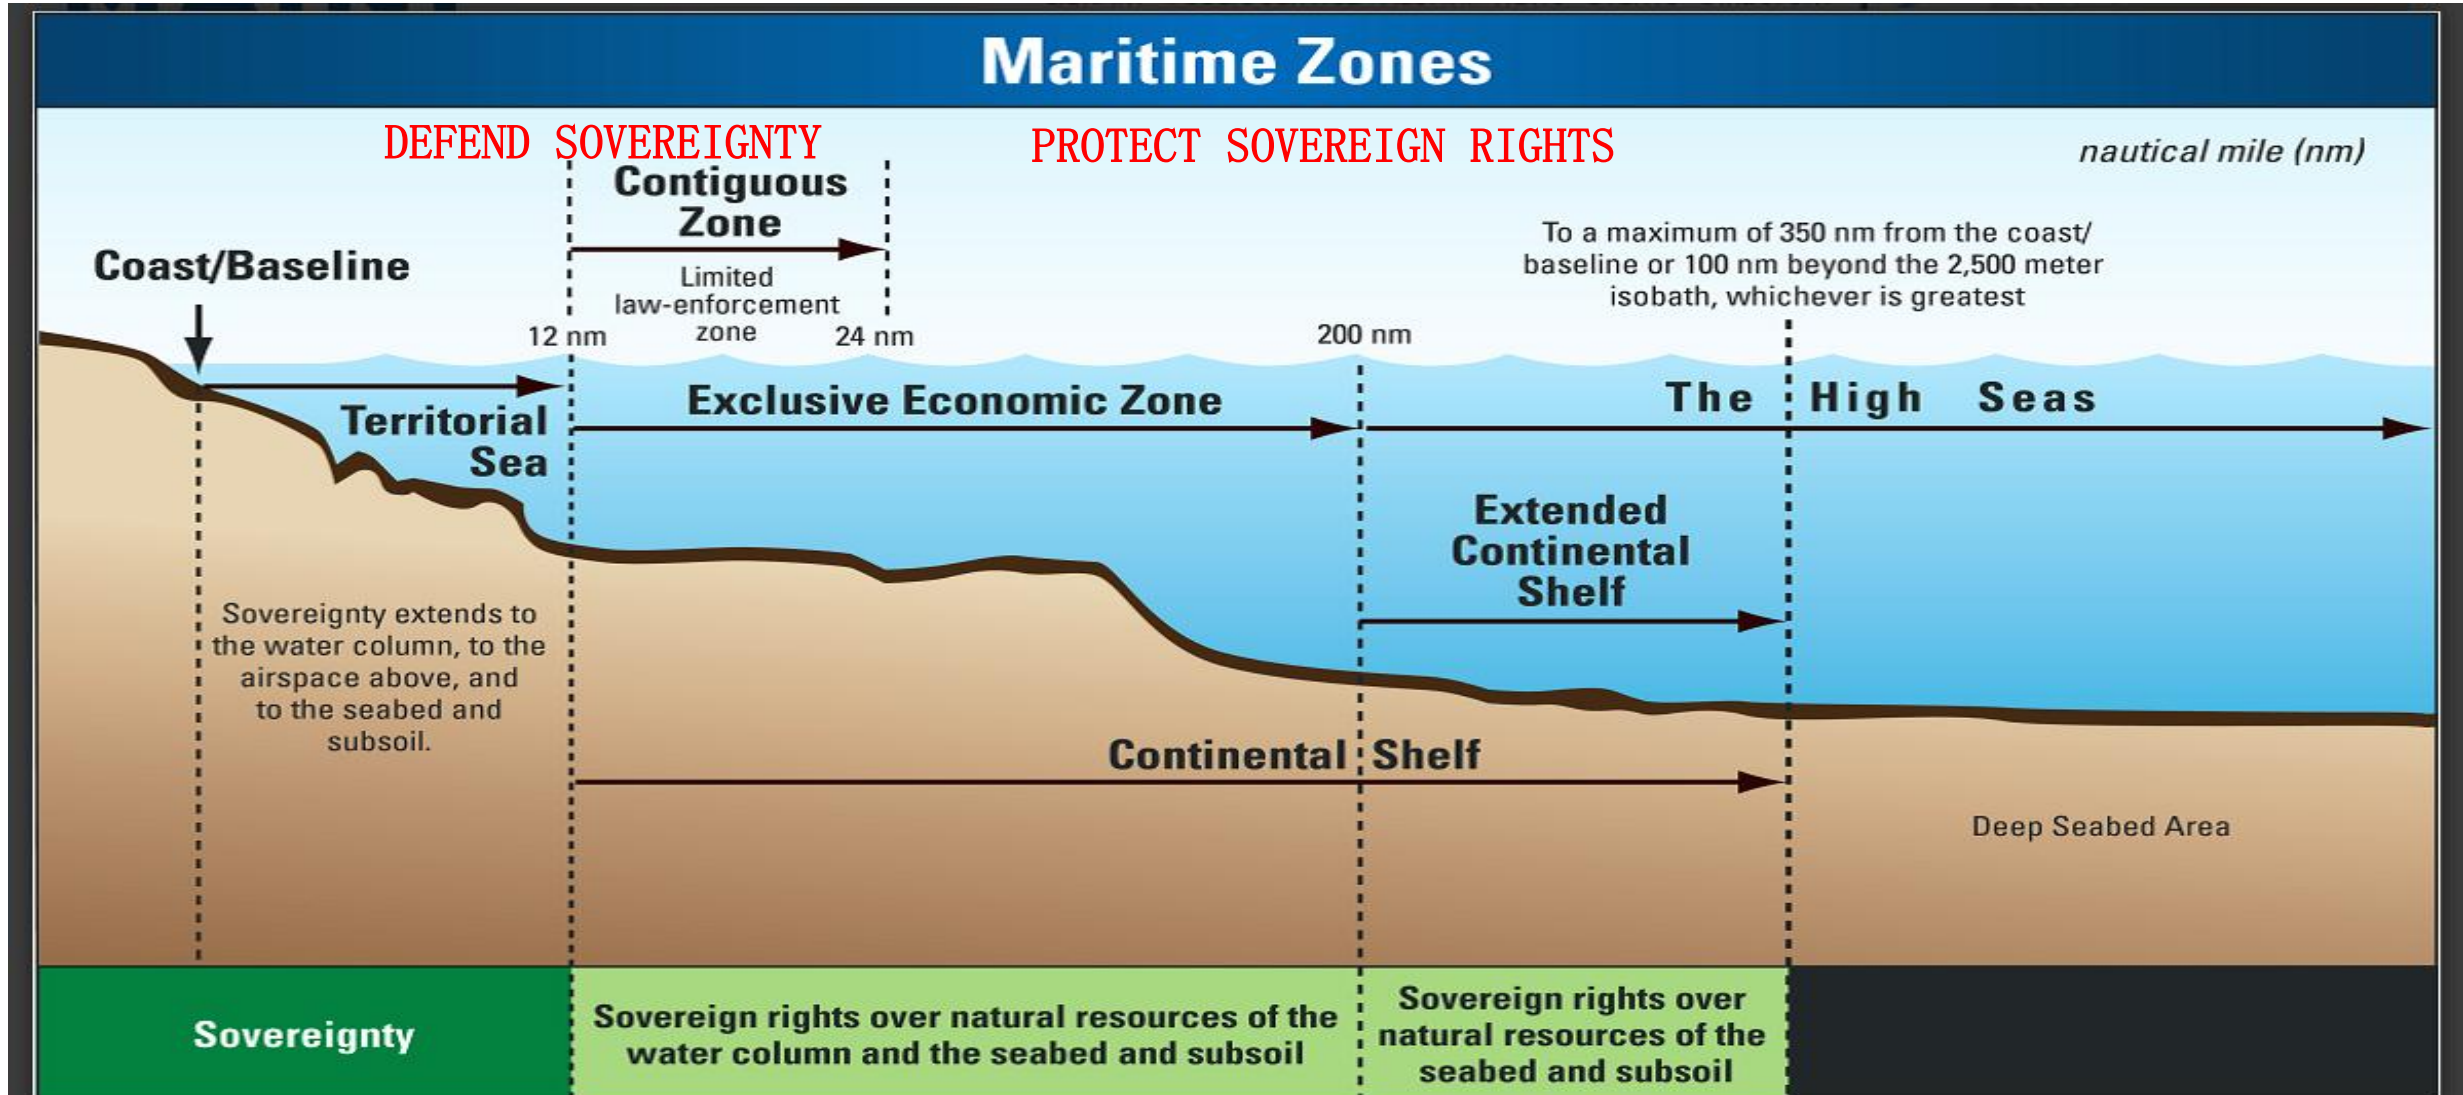 Maritime Zones
DEFEND SOVEREIGNTY
PROTECT SOVEREIGN RIGHTS
nautical mile (nm)
Contiguous
Zone
Limited
law-enforcement
zone
Coast/Baseline
12 nm
24 nm
200 nm
To a maximum of 350 nm from the coast/
baseline or 100 nm beyond the 2,500 meter
isobath, whichever is greatest
Territorial
Sea
Exclusive Economic Zone
The High Seas
Extended
Continental
Shelf
Sovereignty extends to
the water column, to the
airspace above, and
to the seabed and
subsoil.
Continental Shelf
Deep Seabed Area
Sovereignty
Sovereign rights over natural resources of the
water column and the seabed and subsoil
Sovereign rights over
natural resources of the
seabed and subsoil